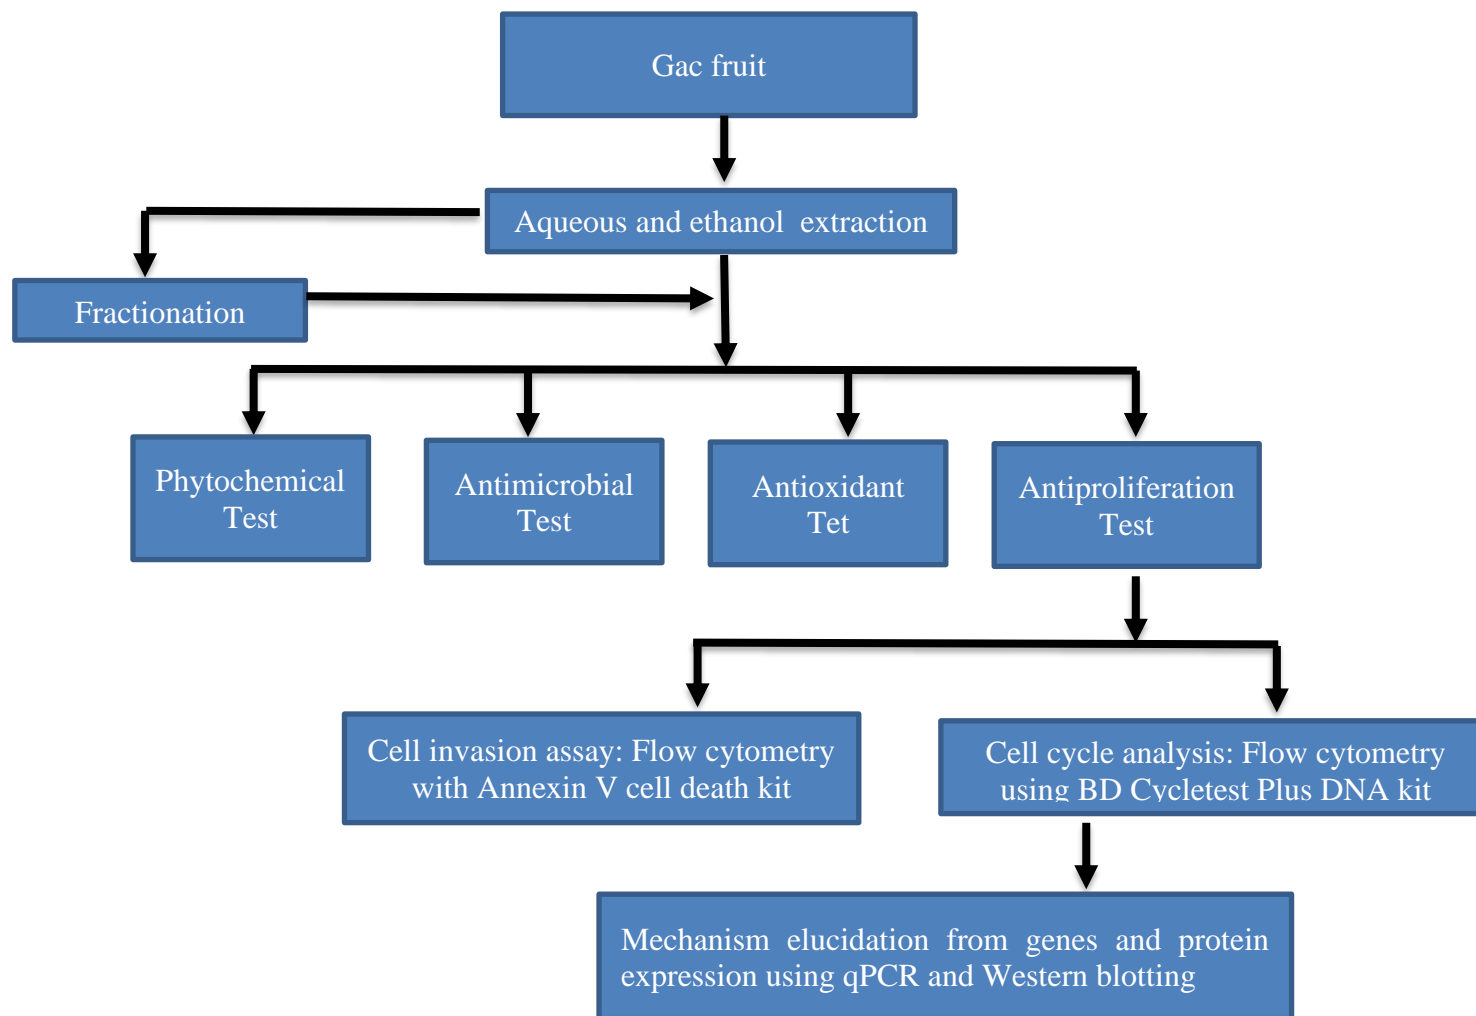 Gac fruit
Aqueous and ethanol  extraction
Fractionation
Phytochemical
Test
Antimicrobial
Test
Antioxidant
Tet
Antiproliferation
Test
Cell invasion assay: Flow cytometry
with Annexin V cell death kit
Cell cycle analysis: Flow cytometry
using BD Cycletest Plus DNA kit
Mechanism elucidation from genes and protein
expression using qPCR and Western blotting